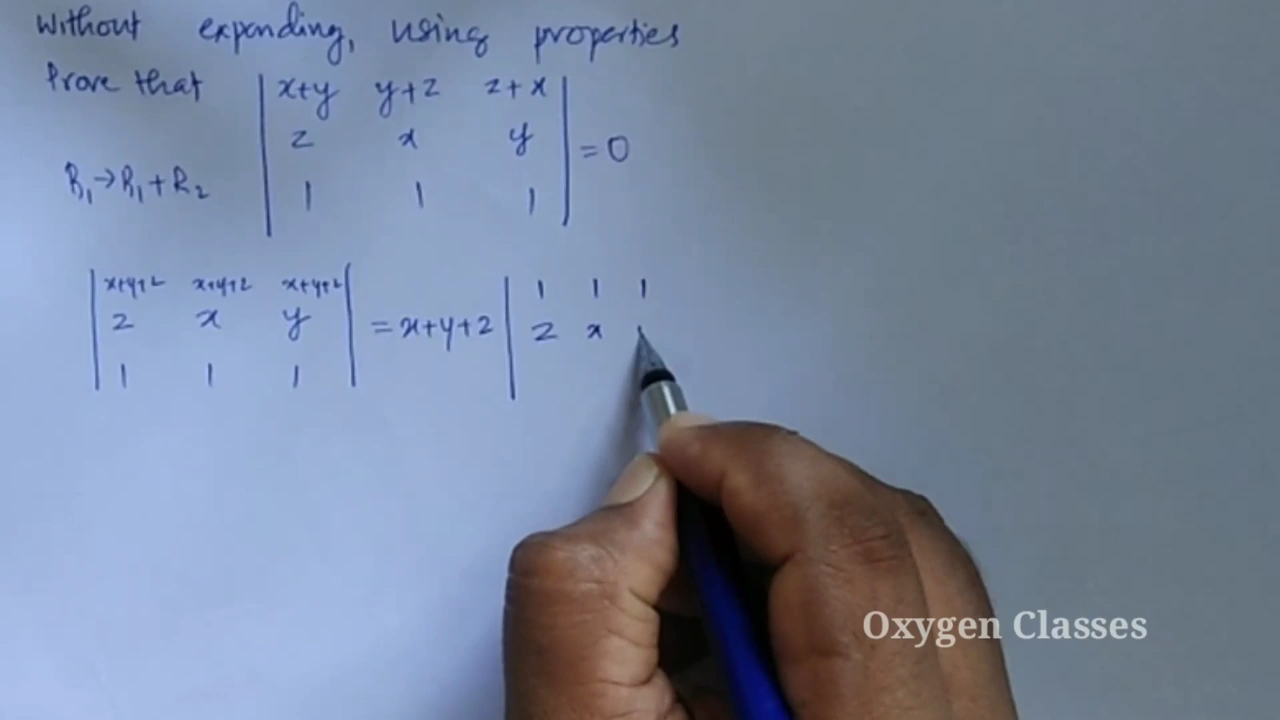 Without expanding, using properties
Prove that
x+y y+z z+x
z x y
1 1 1
= 0
R₁→R₁+R₂
x+y+z x+y+z x+y+z
z x y
1 1 1
= x+y+z
1 1 1
z x
Oxygen Classes